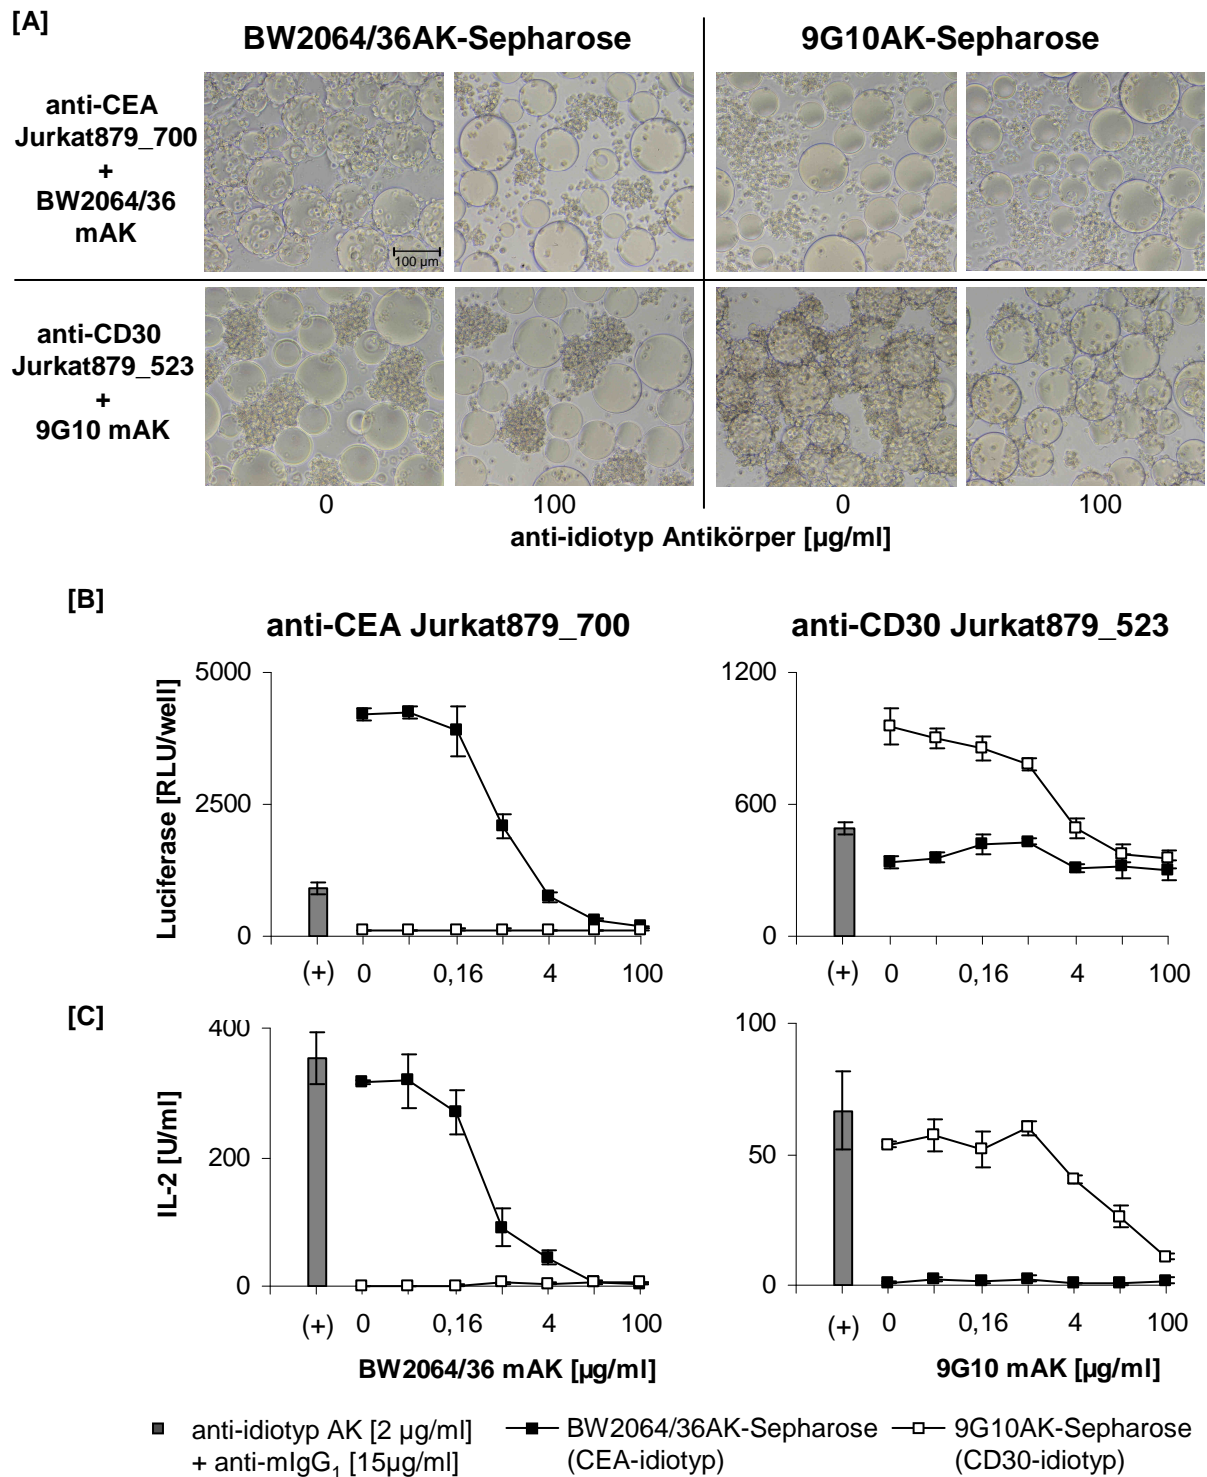 [A]
BW2064/36AK-Sepharose
9G10AK-Sepharose
anti-CEA
Jurkat879_700
+
BW2064/36
mAK
100 µm
anti-CD30
Jurkat879_523
+
9G10 mAK
0
100
0
100
anti-idiotyp Antikörper [µg/ml]
[B]
anti-CEA Jurkat879_700
anti-CD30 Jurkat879_523
Luciferase [RLU/well]
5000
2500
0
(+) 0 0,16 4 100
1200
600
0
(+) 0 0,16 4 100
[C]
IL-2 [U/ml]
400
200
0
(+) 0 0,16 4 100
BW2064/36 mAK [µg/ml]
100
50
0
(+) 0 0,16 4 100
9G10 mAK [µg/ml]
anti-idiotyp AK [2 µg/ml]
+ anti-mIgG1 [15µg/ml]
BW2064/36AK-Sepharose
(CEA-idiotyp)
9G10AK-Sepharose
(CD30-idiotyp)